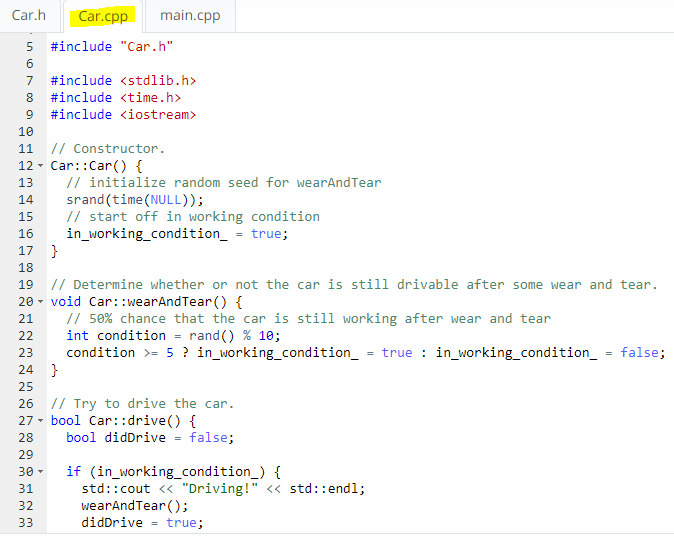 Car.h Car.cpp main.cpp
5 #include "Car.h"
6
7 #include <stdlib.h>
8 #include <time.h>
9 #include <iostream>
10
11 // Constructor.
12 Car::Car() {
13 // initialize random seed for wearAndTear
14 srand(time(NULL));
15 // start off in working condition
16 in_working_condition_ = true;
17 }
18
19 // Determine whether or not the car is still drivable after some wear and tear.
20 void Car::wearAndTear() {
21 // 50% chance that the car is still working after wear and tear
22 int condition = rand() % 10;
23 condition >= 5 ? in_working_condition_ = true : in_working_condition_ = false;
24 }
25
26 // Try to drive the car.
27 bool Car::drive() {
28 bool didDrive = false;
29
30 if (in_working_condition_) {
31 std::cout << "Driving!" << std::endl;
32 wearAndTear();
33 didDrive = true;